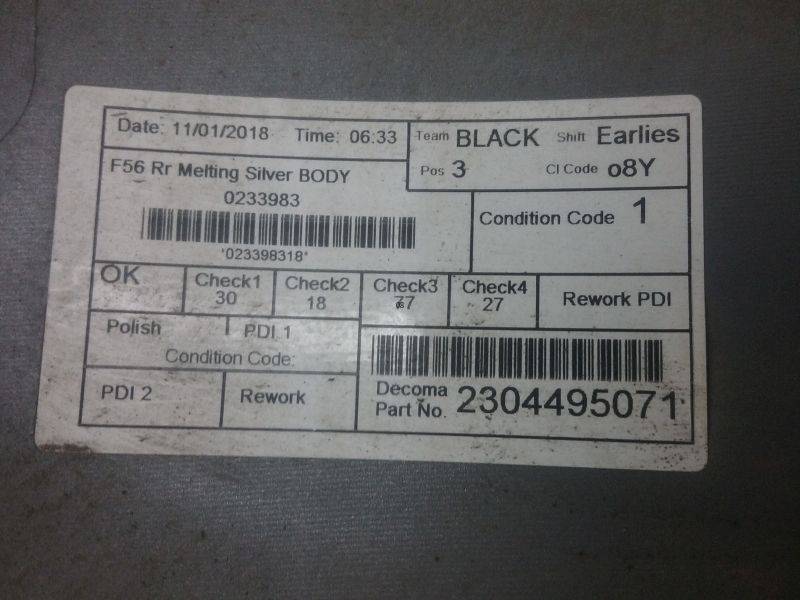 Date: 11/01/2018 Time: 06:33
Team BLACK Shift Earlies
Pos 3 CI Code o8Y
F56 Rr Melting Silver BODY
0233983
*023398318*
Condition Code 1
OK
Check1
30
Check2
18
Check3
77
Check4
27
Rework PDI
Polish
PDI 1
Condition Code:
PDI 2
Rework
Decoma
Part No. 2304495071